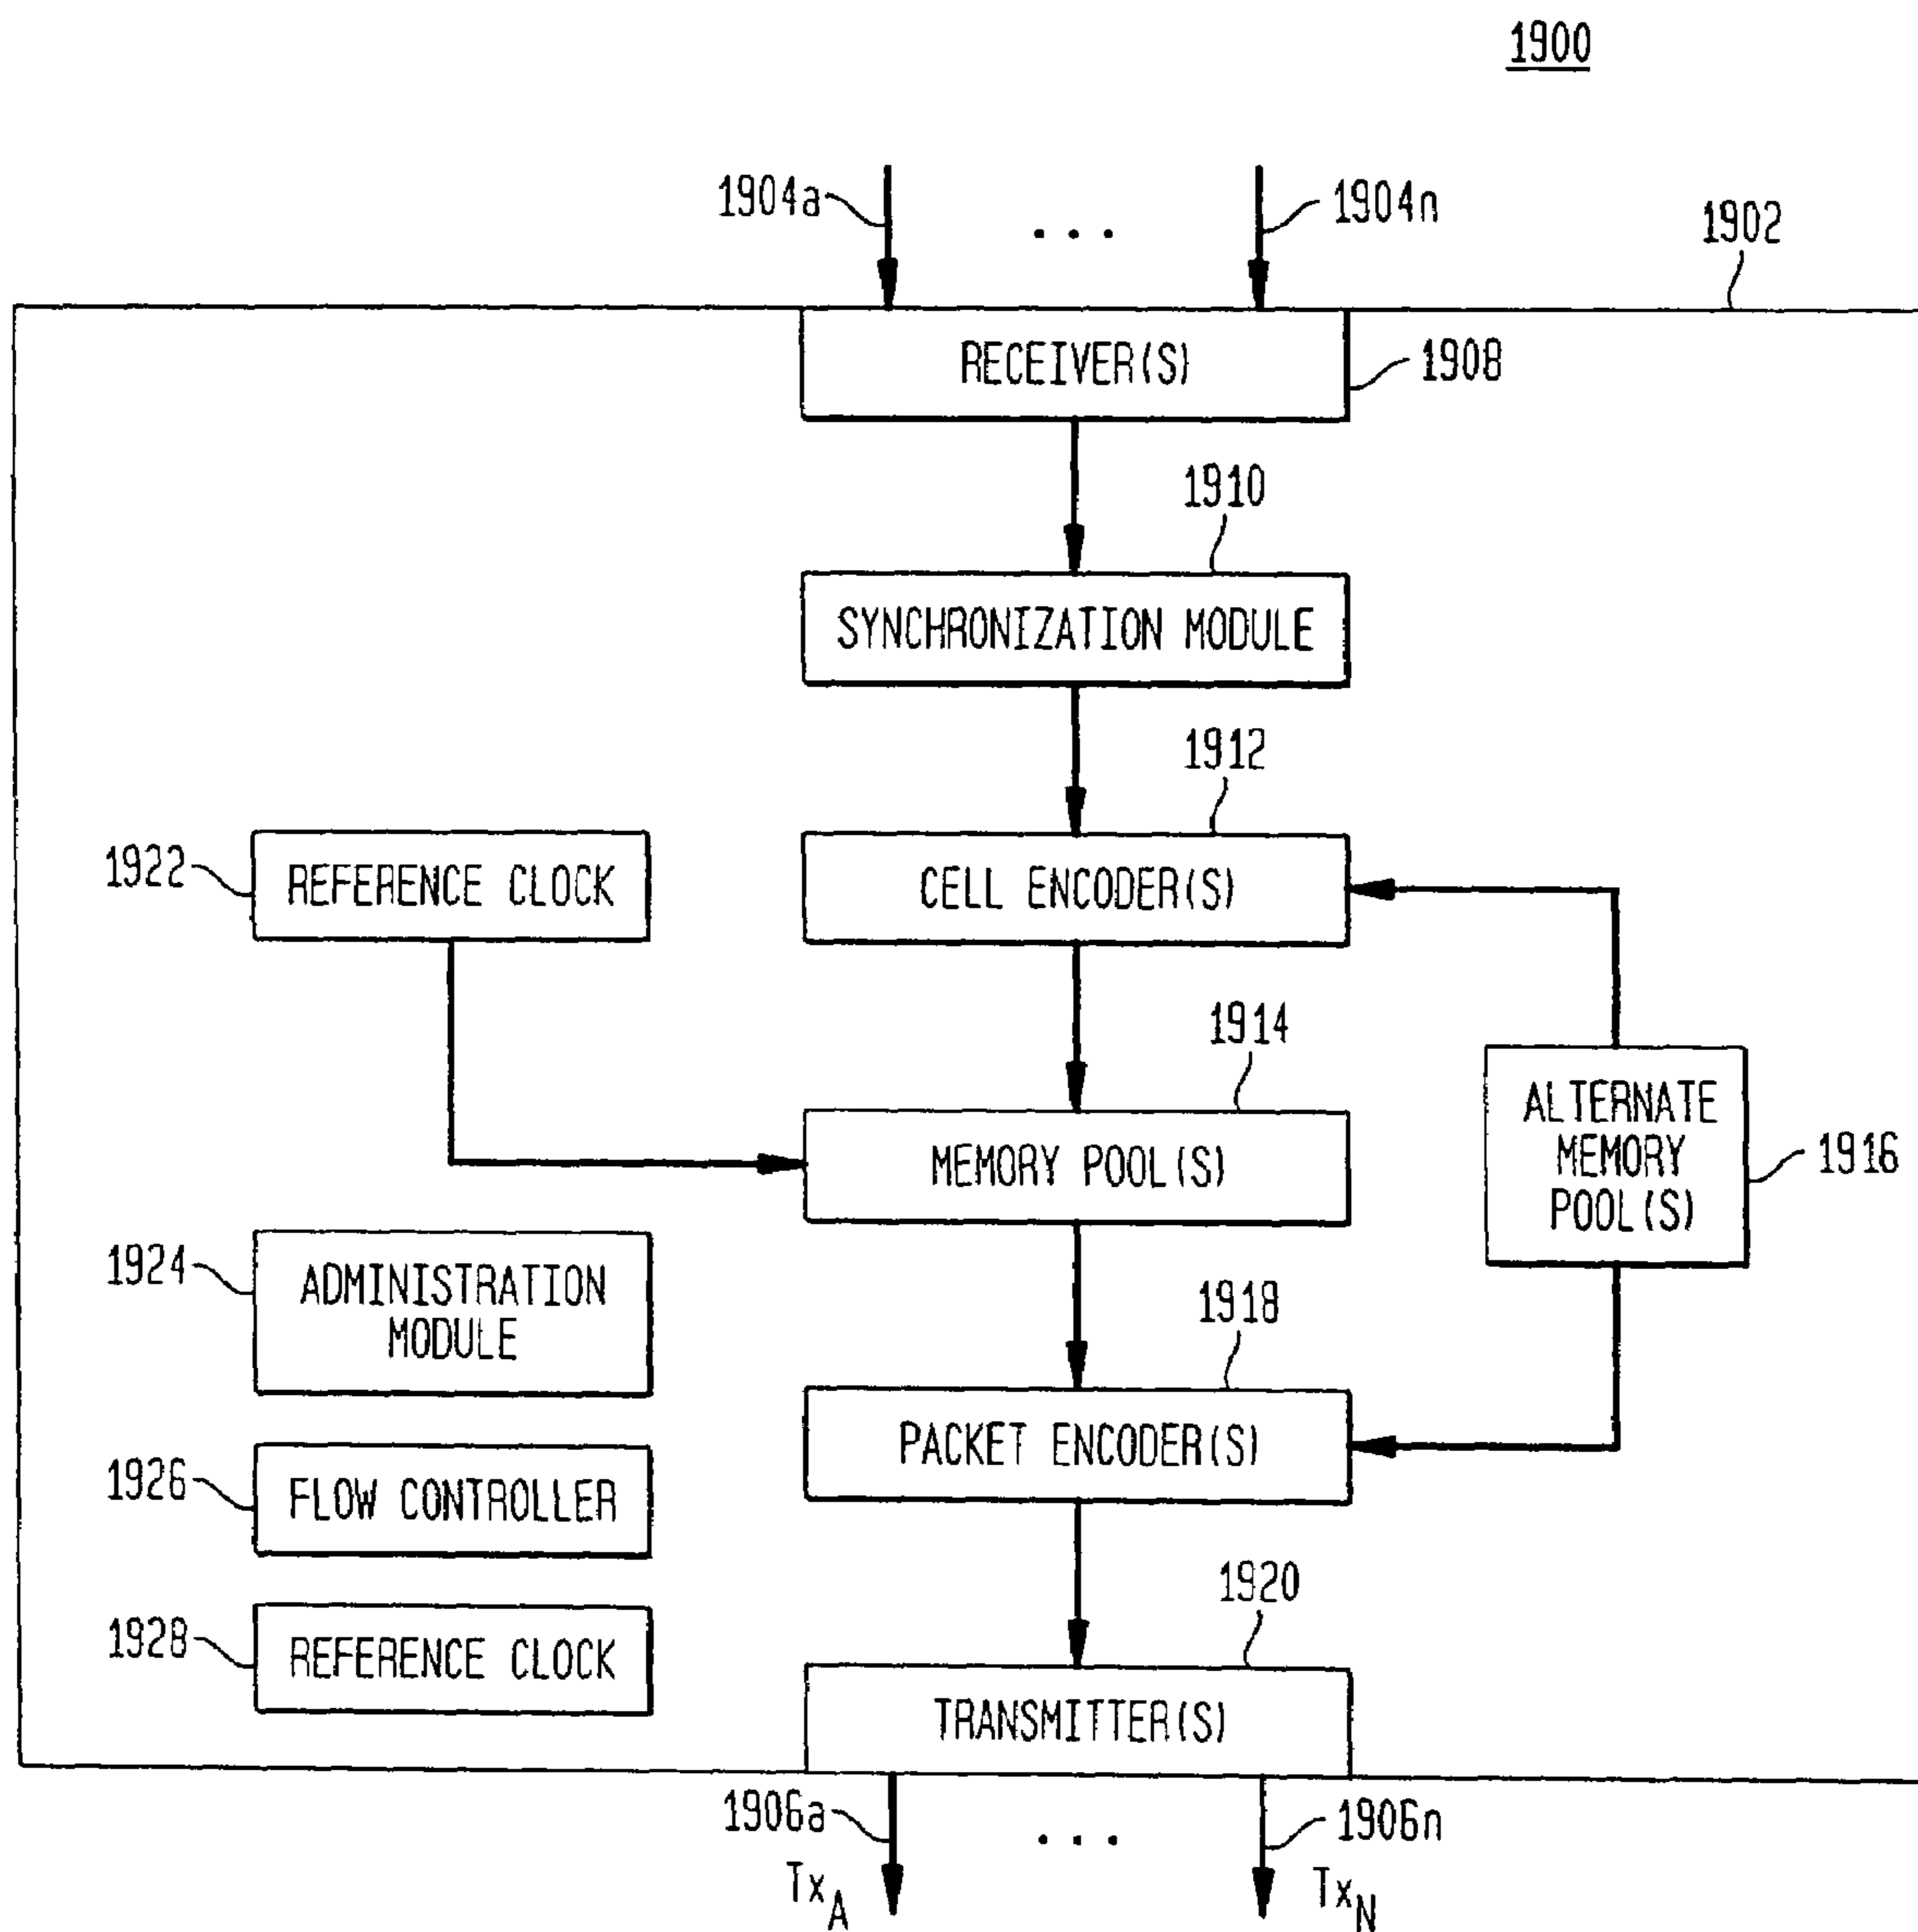 1900
1904a
. . .
1904n
1902
RECEIVER(S)
1908
1910
SYNCHRONIZATION MODULE
1912
1922
REFERENCE CLOCK
CELL ENCODER(S)
1914
MEMORY POOL(S)
ALTERNATE
MEMORY
POOL(S)
1916
1924
ADMINISTRATION
MODULE
1918
PACKET ENCODER(S)
1926
FLOW CONTROLLER
1920
1928
REFERENCE CLOCK
TRANSMITTER(S)
1906a
. . .
1906n
TxA
TxN